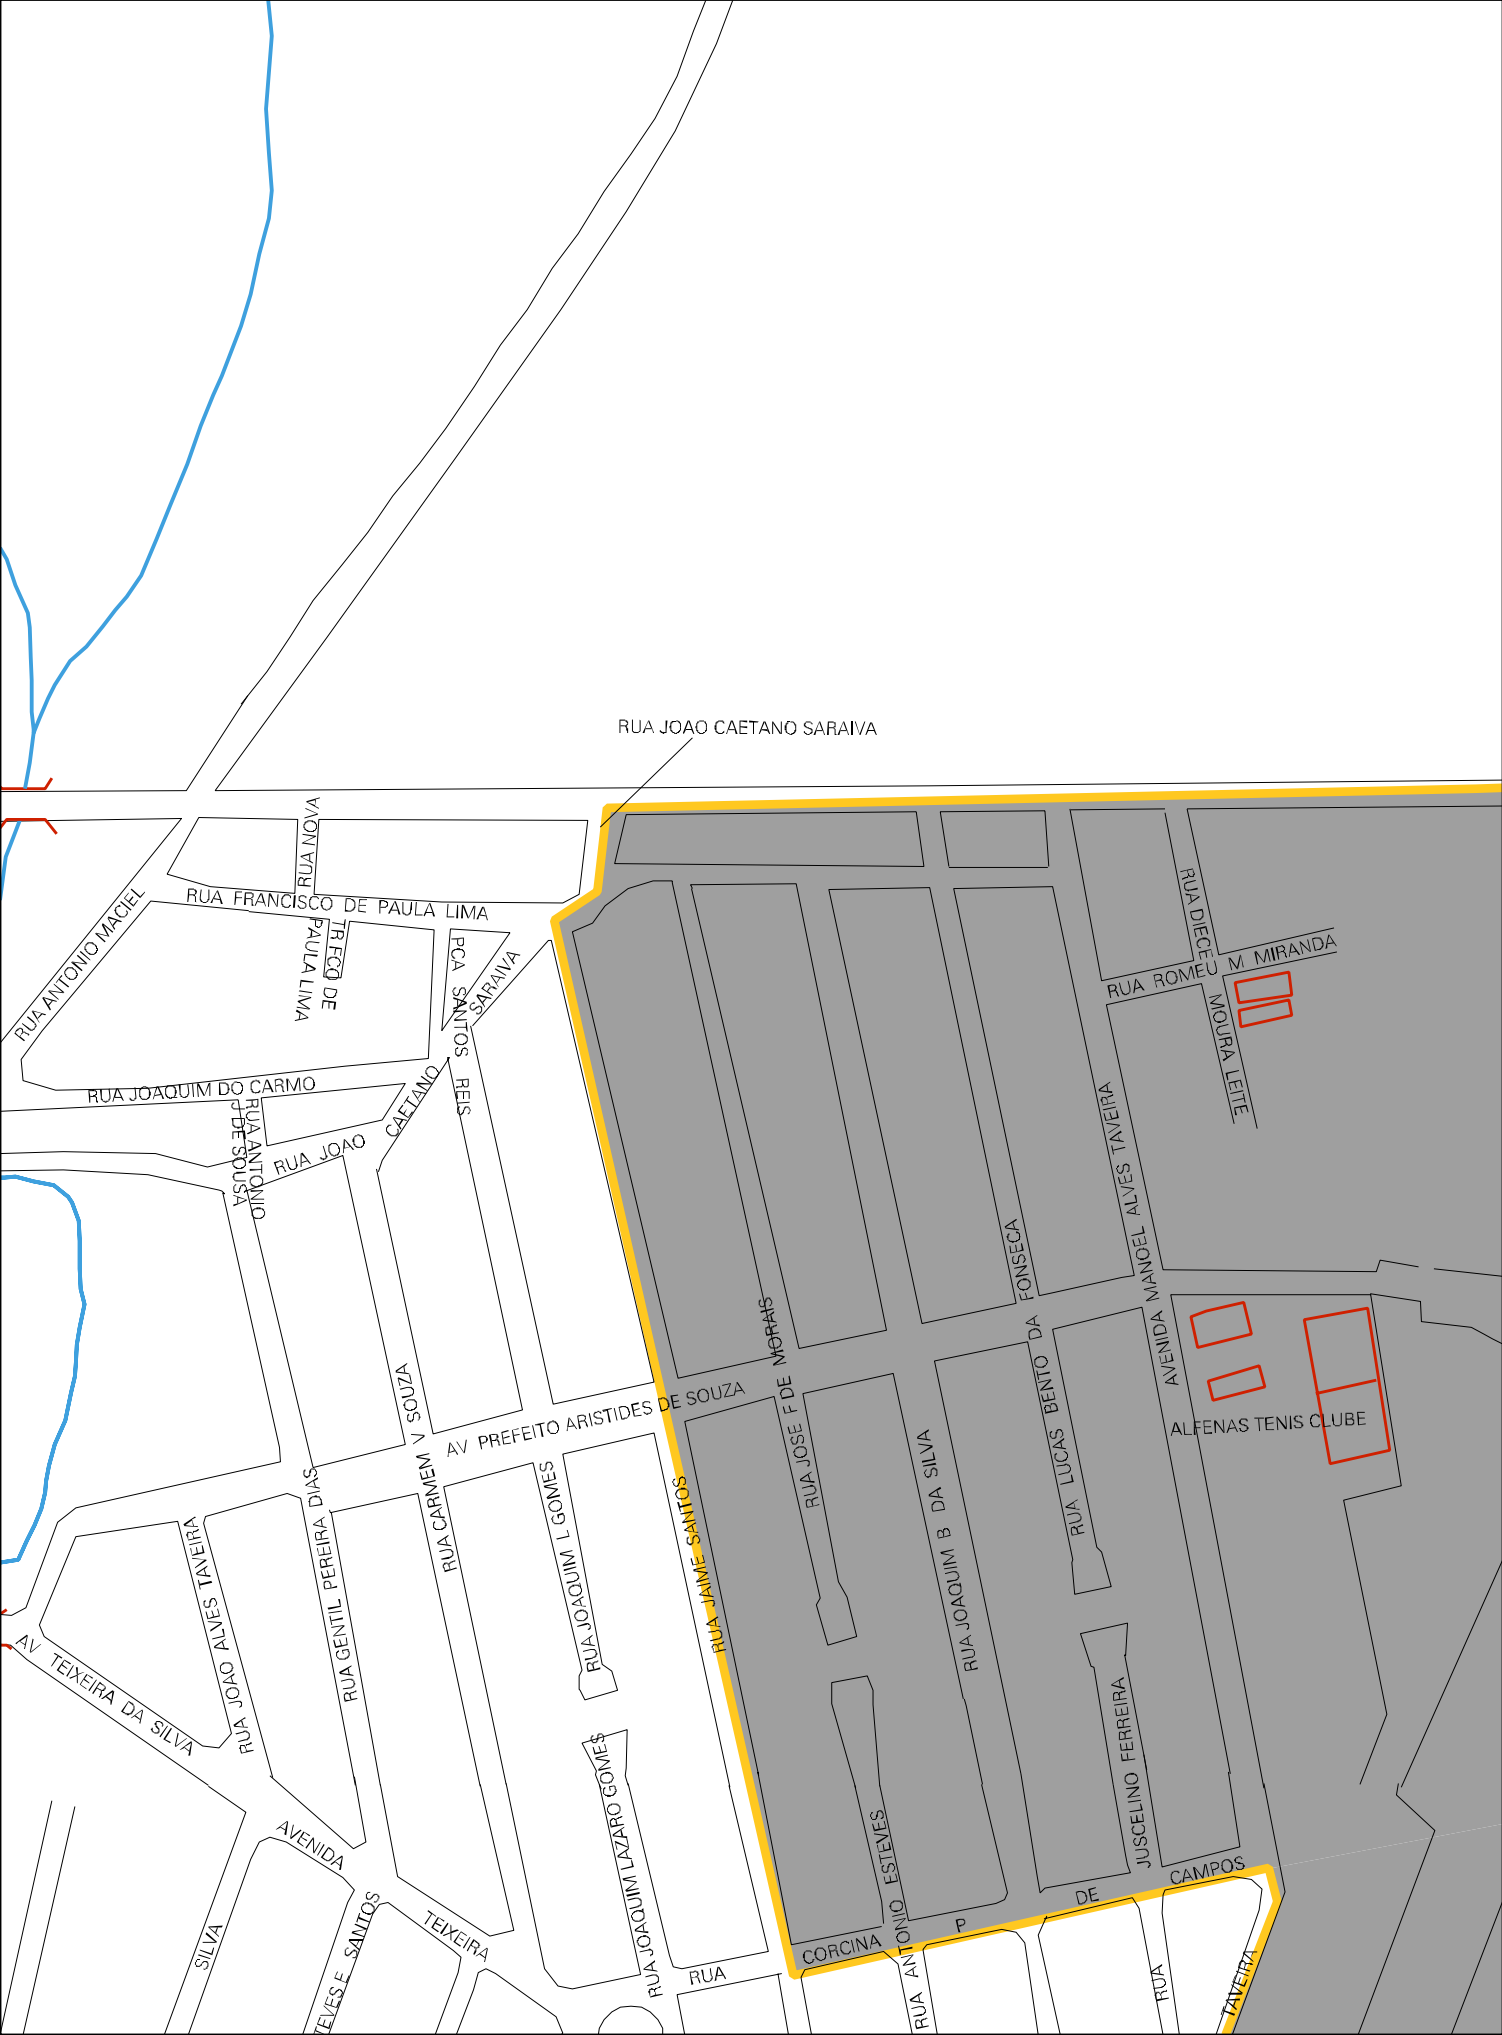 RUA JOAO CAETANO SARAIVA
RUA NOVA
RUA ANTONIO MACIEL
RUA FRANCISCO DE PAULA LIMA
TR FCO DE
PAULA LIMA
PCA SANTOS REIS
RUA DIECE MOURA LEITE
RUA ROMEU M MIRANDA
RUA JOAQUIM DO CARMO
RUA ANTONIO
J DE SOUSA
RUA JOAO CAETANO SARAIVA
AVENIDA MANOEL ALVES TAVEIRA
RUA LUCAS BENTO DA FONSECA
RUA JOSE F DE MORAIS
AV PREFEITO ARISTIDES DE SOUZA
ALFENAS TENIS CLUBE
RUA CARMEM V SOUZA
RUA JOAQUIM L GOMES
RUA JAIME SANTOS
RUA JOAQUIM B DA SILVA
RUA GENTIL PEREIRA DIAS
RUA JOAO ALVES TAVEIRA
AV TEIXEIRA DA SILVA
RUA JOAQUIM LAZARO GOMES
JUSCELINO FERREIRA
RUA ANTONIO ESTEVES
AVENIDA TEIXEIRA
SILVA
TEVES E SANTOS
RUA CORCINA P DE CAMPOS
RUA
TAVEIRA